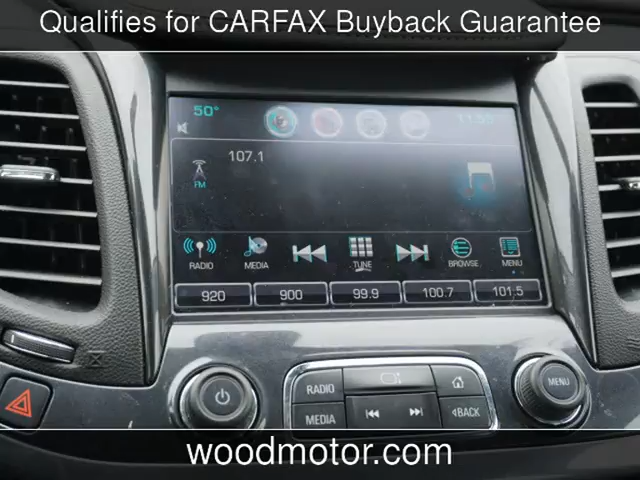 Qualifies for CARFAX Buyback Guarantee
50°
107.1
FM
RADIO
MEDIA
TUNE
BROWSE
MENU
920
900
99.9
100.7
101.5
RADIO
MEDIA
BACK
MENU
woodmotor.com